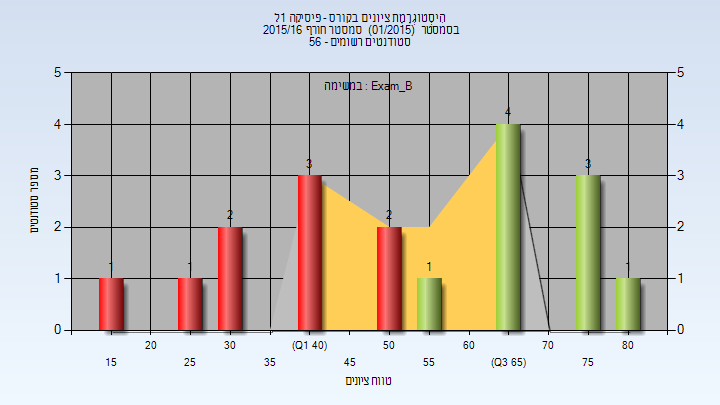 היסטוגרמת ציונים בקורס - פיסיקה 1ל
בסמסטר (01/2015) סמסטר חורף 2015/16
סטודנטים רשומים - 56
במשימה : Exam_B
מספר סטודנטים
5 4 3 2 1 0
5 4 3 2 1 0
1 1 2 3 2 1 4 3 1
20 30 (Q1 40) 50 60 70 80
15 25 35 45 55 (Q3 65) 75
טווח ציונים